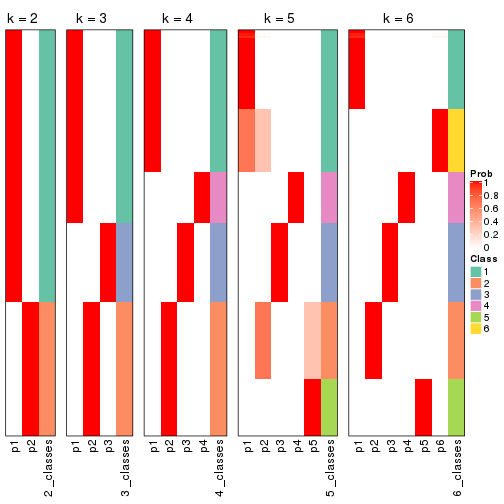 k = 2
k = 3
k = 4
k = 5
k = 6
p1
p2
2_classes
p1
p2
p3
3_classes
p1
p2
p3
p4
4_classes
p1
p2
p3
p4
p5
5_classes
p1
p2
p3
p4
p5
p6
6_classes
Prob
1
0.8
0.6
0.4
0.2
0
Class
1
2
3
4
5
6